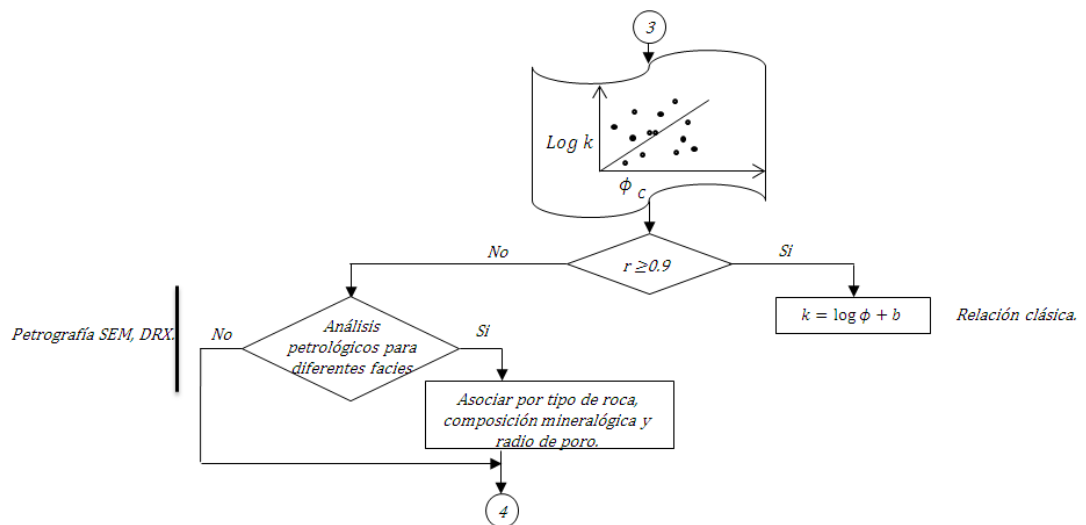 3
Log k
ϕ C
r ≥0.9
No
Si
k = log ϕ + b
Relación clásica.
Petrografía SEM, DRX.
No
Análisis
petrológicos para
diferentes facies
Si
Asociar por tipo de roca,
composición mineralógica y
radio de poro.
4